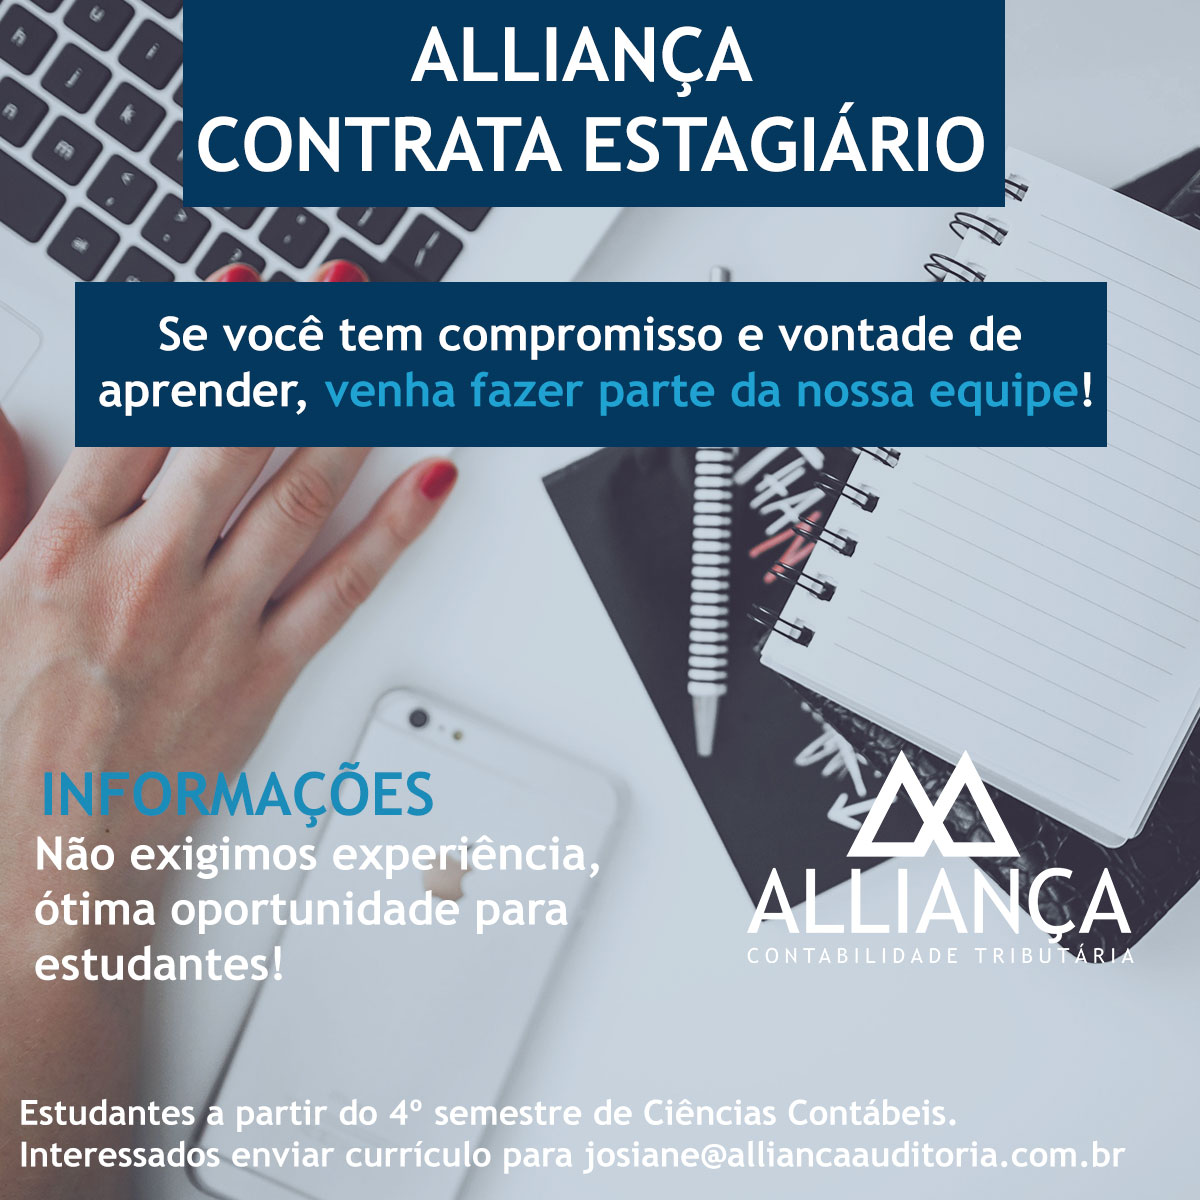 ALLIANÇA
CONTRATA ESTAGIÁRIO
Se você tem compromisso e vontade de
aprender, venha fazer parte da nossa equipe!
INFORMAÇÕES
Não exigimos experiência,
ótima oportunidade para
estudantes!
ALLIANÇA
CONTABILIDADE TRIBUTÁRIA
Estudantes a partir do 4º semestre de Ciências Contábeis.
Interessados enviar currículo para josiane@alliancaauditoria.com.br